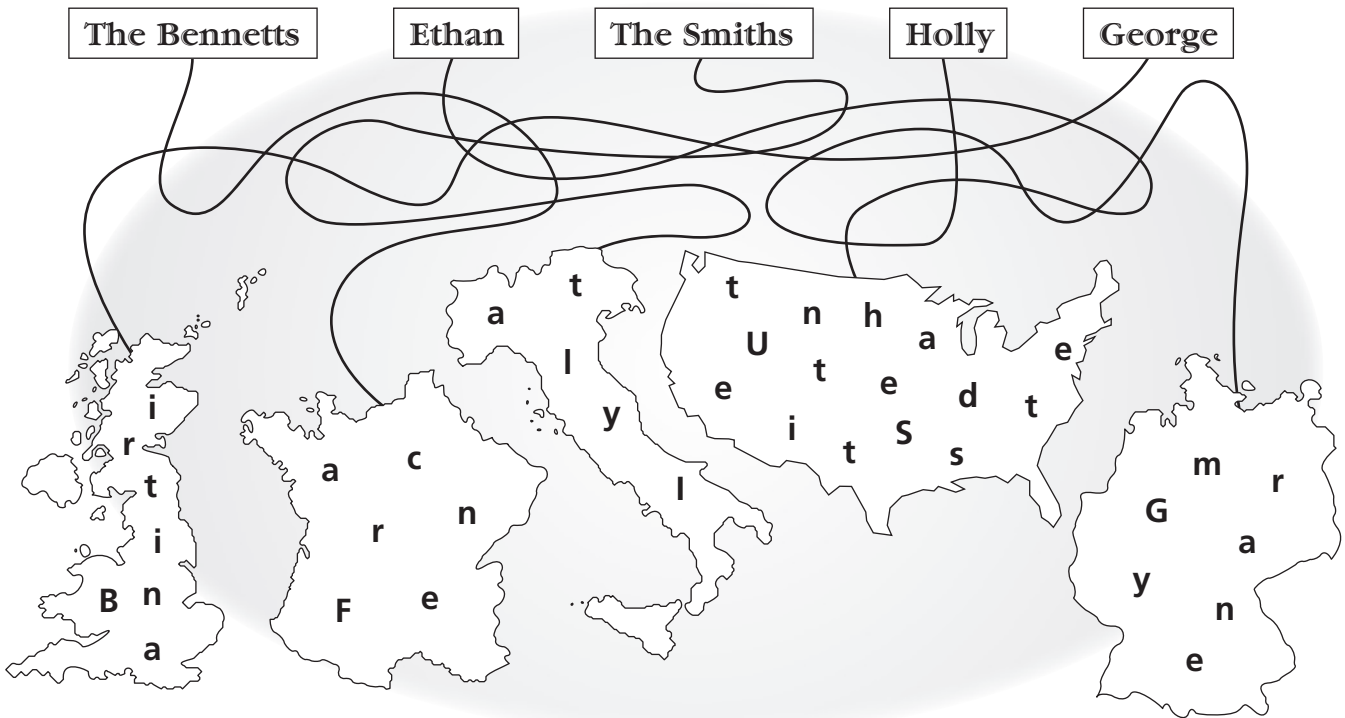 The Bennetts
Ethan
The Smiths
Holly
George
i
r
t
i
B n
a
a c
r n
F e
t
a
l
y
I
t
n h
U a e
t
e e d t
i S
t s
m
r
G
a
y
n
e